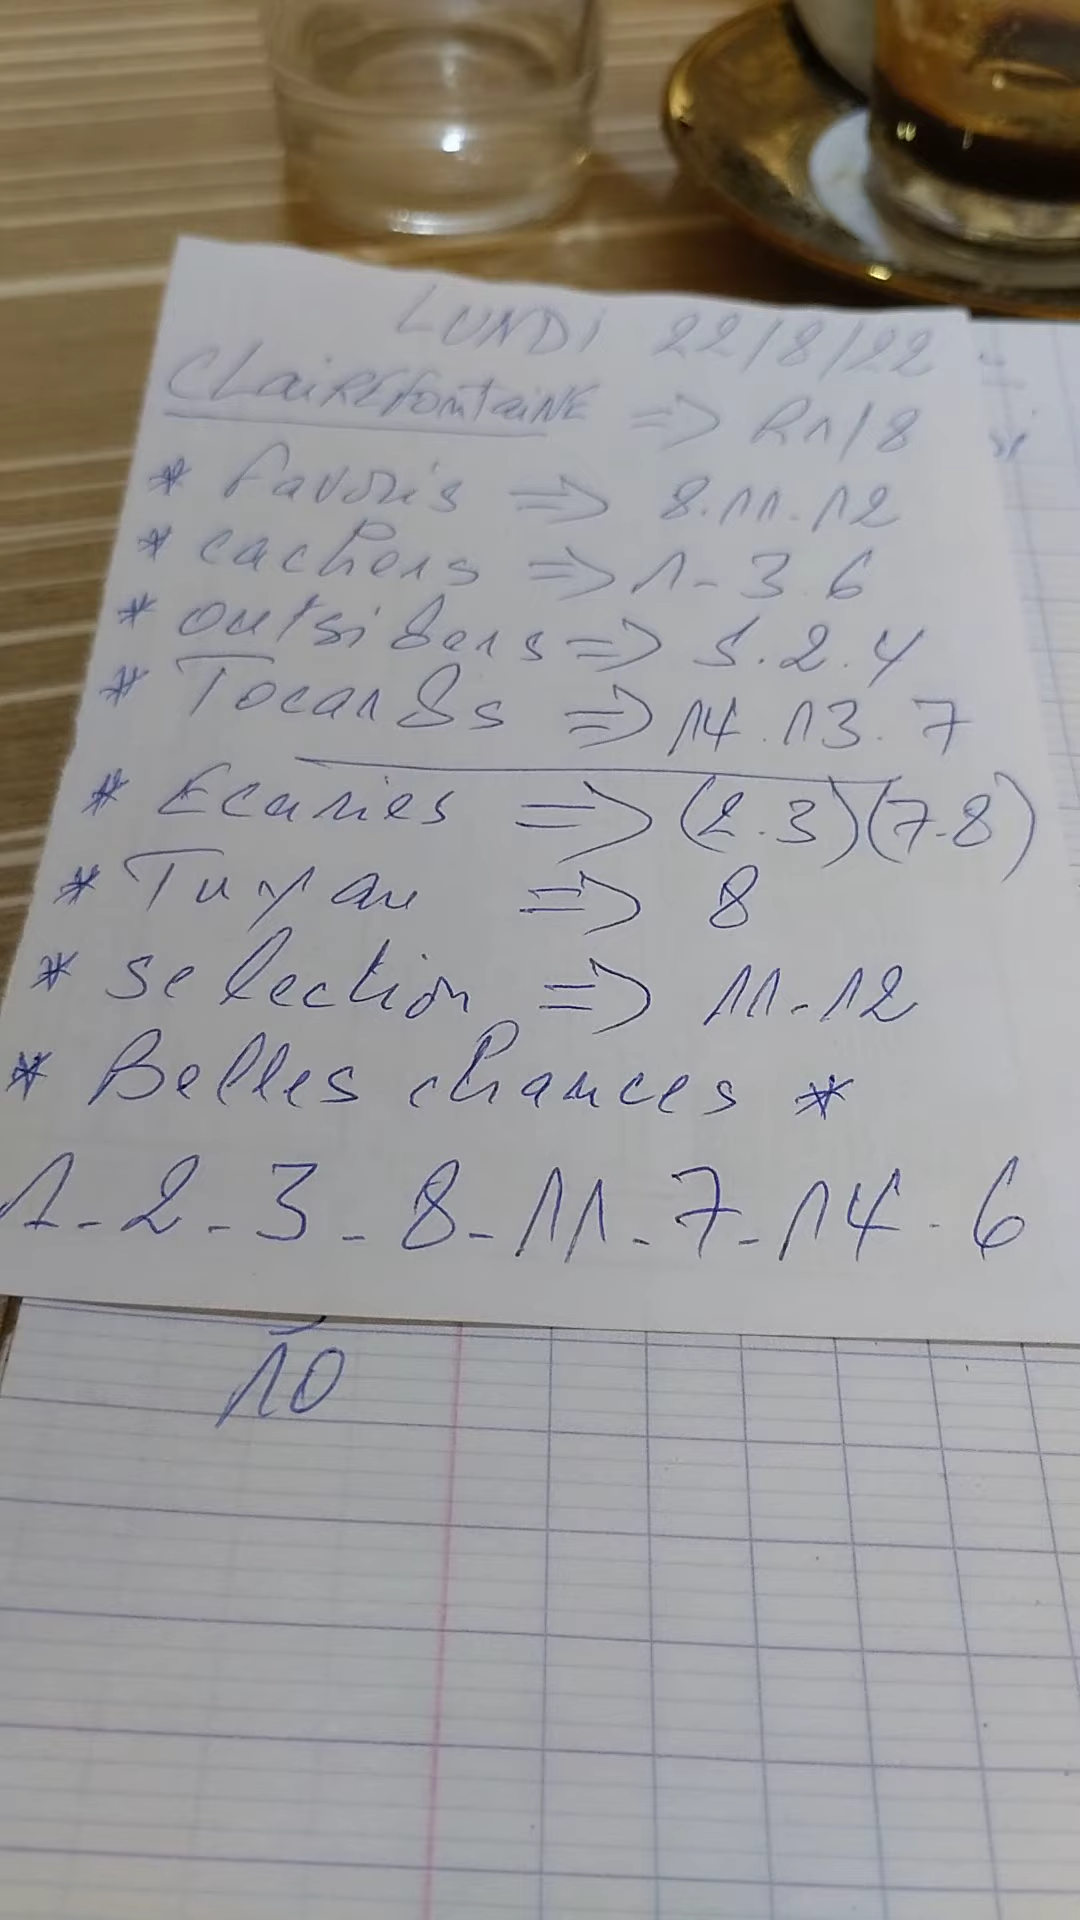 LUNDI 22/8/22
CLAIREFONTAINE => R1/8
* favoris => 8.11.12
* cachers => 1-3.6
* outsiders => 5.2.4
* Tocards => 14.13.7
* Ecuries => (2.3)(7-8)
* Tuyau => 8
* selection => 11-12
* Belles chances *
1-2-3-8-11-7-14-6
10